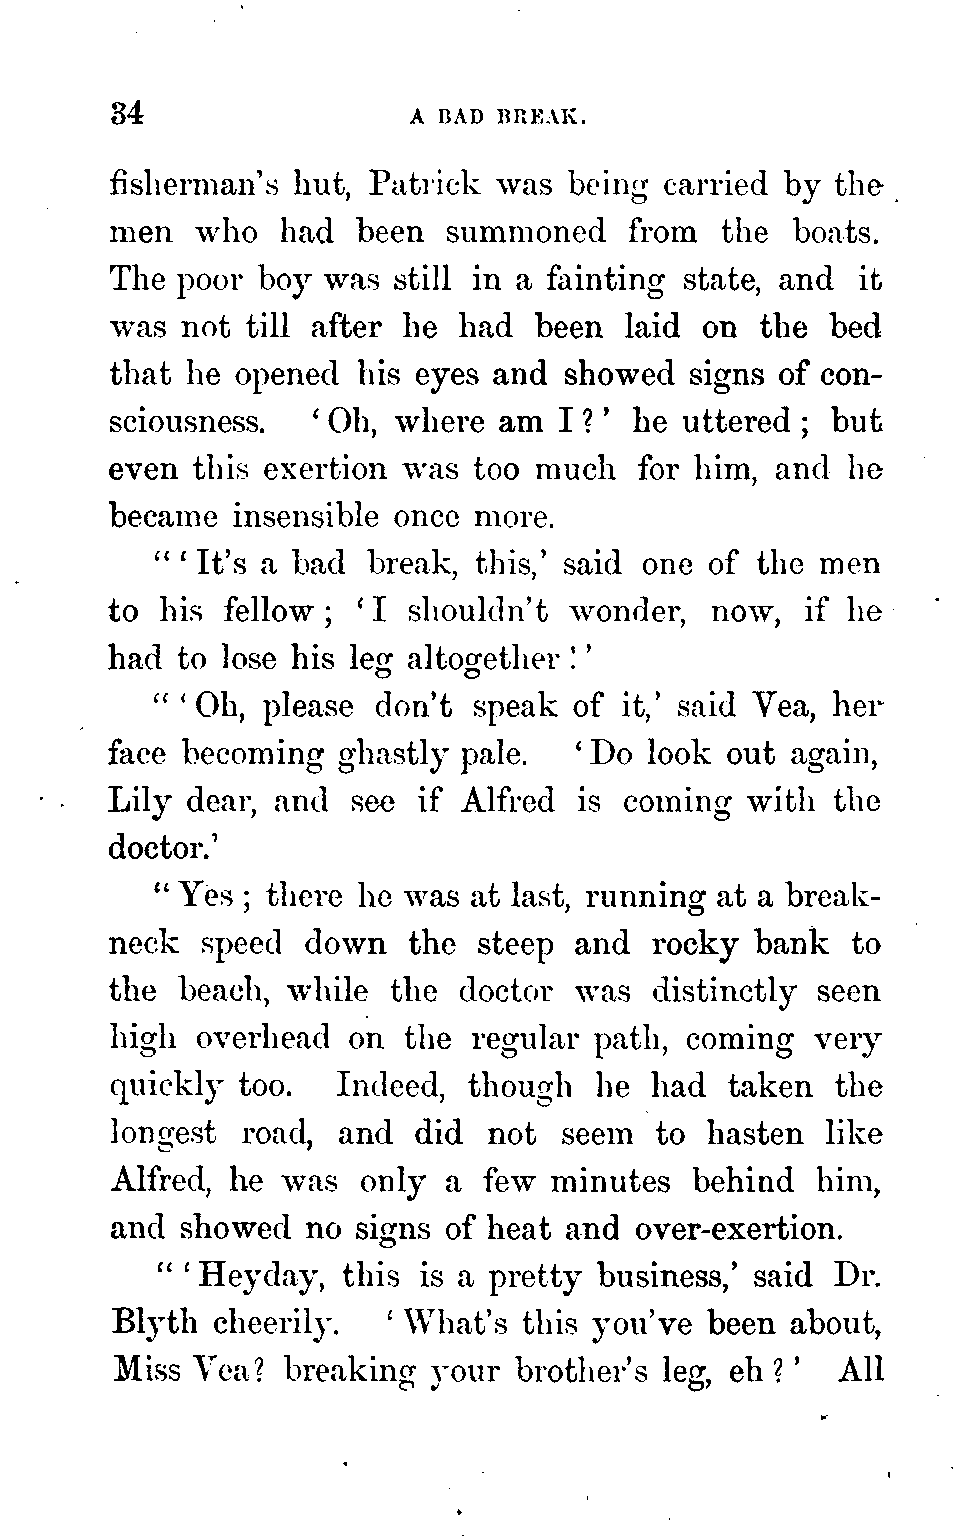 34 A BAD BREAK.
fisherman's hut, Patrick was being carried by the
men who had been summoned from the boats.
The poor boy was still in a fainting state, and it
was not till after he had been laid on the bed
that he opened his eyes and showed signs of con-
sciousness. ‘Oh, where am I?’ he uttered; but
even this exertion was too much for him, and he
became insensible once more.
“‘It's a bad break, this,’ said one of the men
to his fellow; ‘I shouldn't wonder, now, if he
had to lose his leg altogether!’
“‘Oh, please don't speak of it,’ said Vea, her
face becoming ghastly pale. ‘Do look out again,
Lily dear, and see if Alfred is coming with the
doctor.’
“Yes; there he was at last, running at a break-
neck speed down the steep and rocky bank to
the beach, while the doctor was distinctly seen
high overhead on the regular path, coming very
quickly too. Indeed, though he had taken the
longest road, and did not seem to hasten like
Alfred, he was only a few minutes behind him,
and showed no signs of heat and over-exertion.
“‘Heyday, this is a pretty business,’ said Dr.
Blyth cheerily. ‘What's this you've been about,
Miss Vea? breaking your brother's leg, eh?’ All